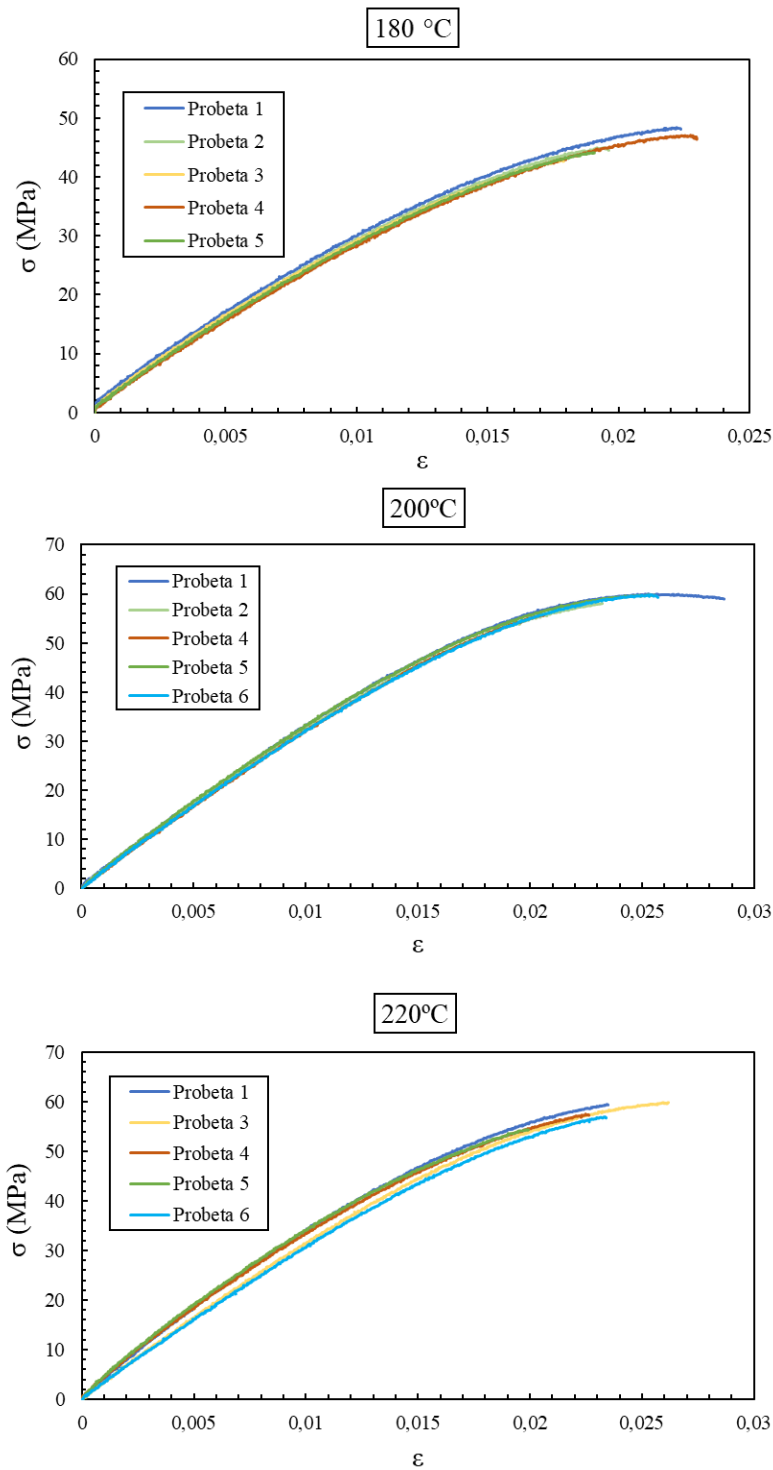 180 °C
60
50
40
30
20
10
0
σ (MPa)
Probeta 1
Probeta 2
Probeta 3
Probeta 4
Probeta 5
0 0,005 0,01 0,015 0,02 0,025
ε
200ºC
70
60
50
40
30
20
10
0
σ (MPa)
Probeta 1
Probeta 2
Probeta 4
Probeta 5
Probeta 6
0 0,005 0,01 0,015 0,02 0,025 0,03
ε
220ºC
70
60
50
40
30
20
10
0
σ (MPa)
Probeta 1
Probeta 3
Probeta 4
Probeta 5
Probeta 6
0 0,005 0,01 0,015 0,02 0,025 0,03
ε